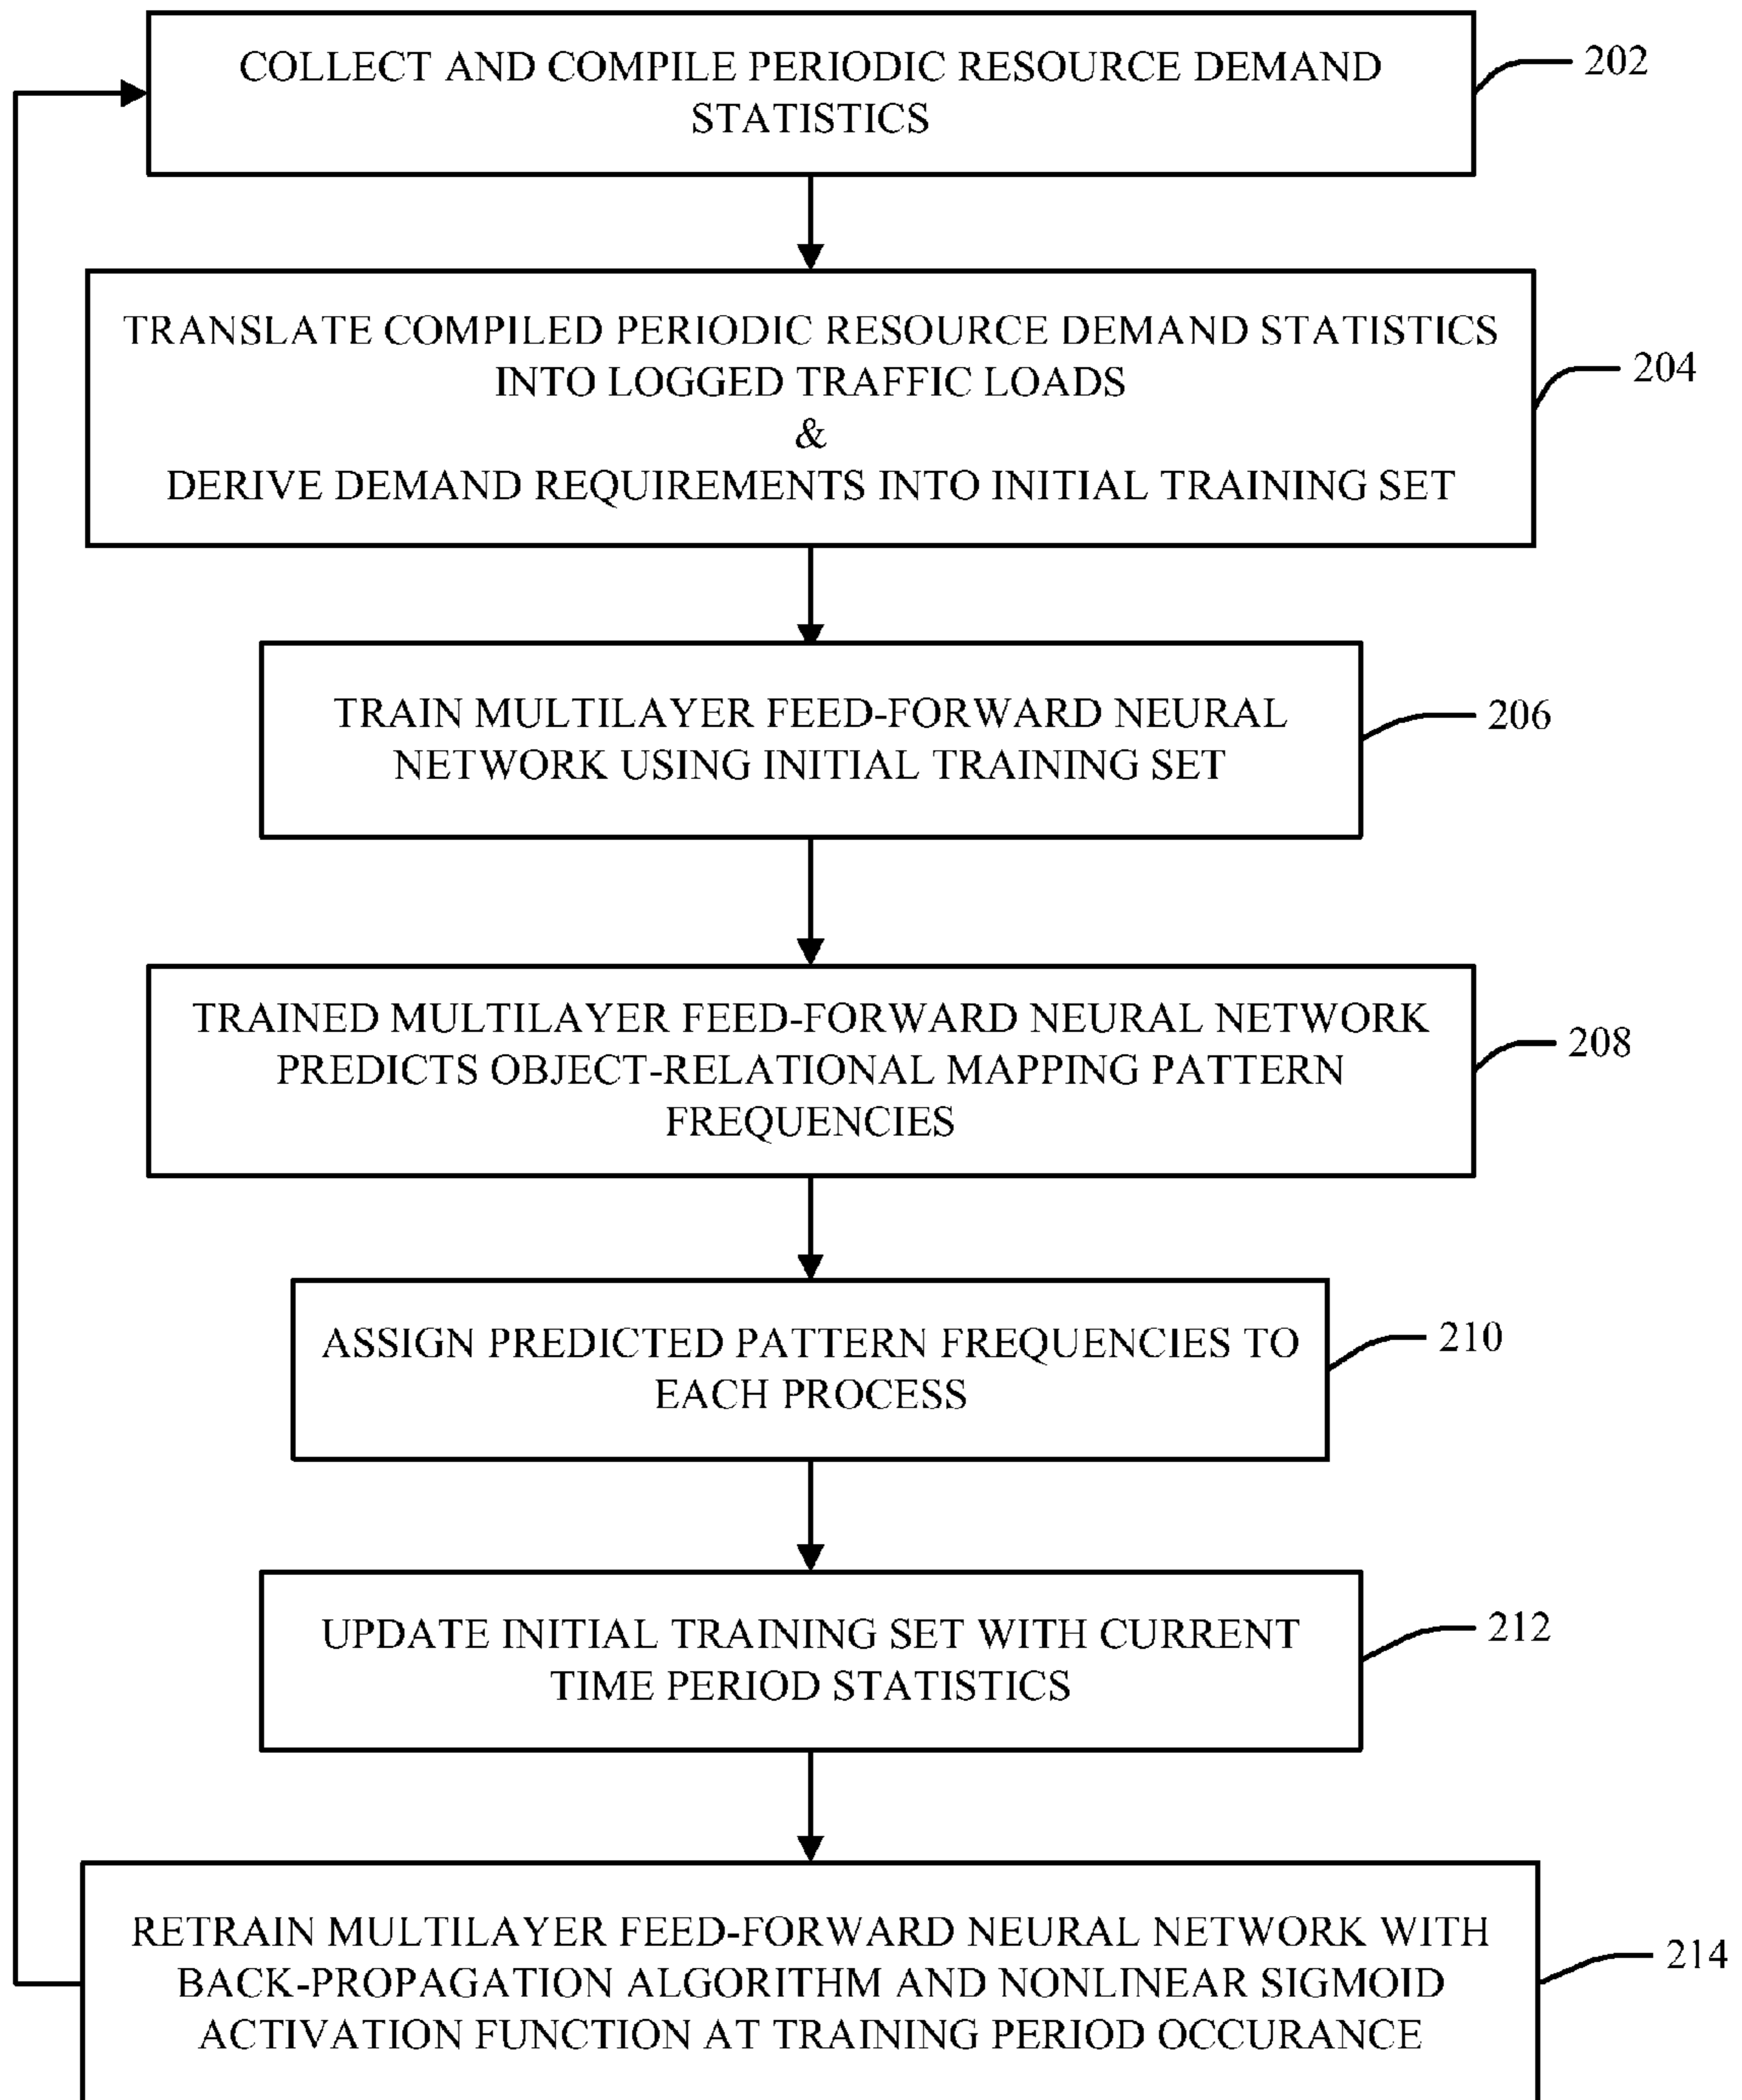 COLLECT AND COMPILE PERIODIC RESOURCE DEMAND
STATISTICS
202
TRANSLATE COMPILED PERIODIC RESOURCE DEMAND STATISTICS
INTO LOGGED TRAFFIC LOADS
&
DERIVE DEMAND REQUIREMENTS INTO INITIAL TRAINING SET
204
TRAIN MULTILAYER FEED-FORWARD NEURAL
NETWORK USING INITIAL TRAINING SET
206
TRAINED MULTILAYER FEED-FORWARD NEURAL NETWORK
PREDICTS OBJECT-RELATIONAL MAPPING PATTERN
FREQUENCIES
208
ASSIGN PREDICTED PATTERN FREQUENCIES TO
EACH PROCESS
210
UPDATE INITIAL TRAINING SET WITH CURRENT
TIME PERIOD STATISTICS
212
RETRAIN MULTILAYER FEED-FORWARD NEURAL NETWORK WITH
BACK-PROPAGATION ALGORITHM AND NONLINEAR SIGMOID
ACTIVATION FUNCTION AT TRAINING PERIOD OCCURANCE
214